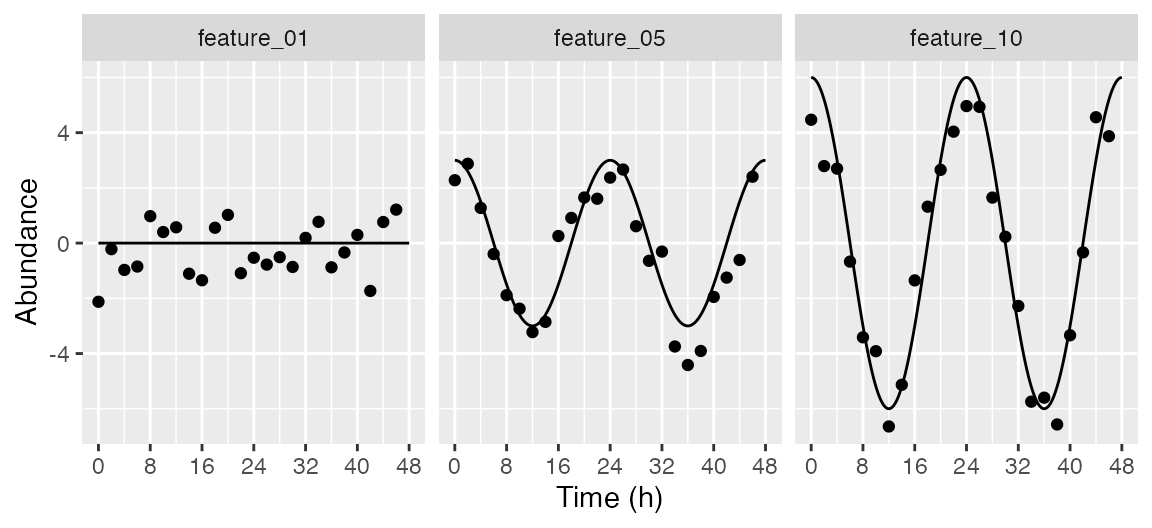 feature_01 feature_05 feature_10
Abundance
4
0
-4
0 8 16 24 32 40 48 0 8 16 24 32 40 48 0 8 16 24 32 40 48
Time (h)